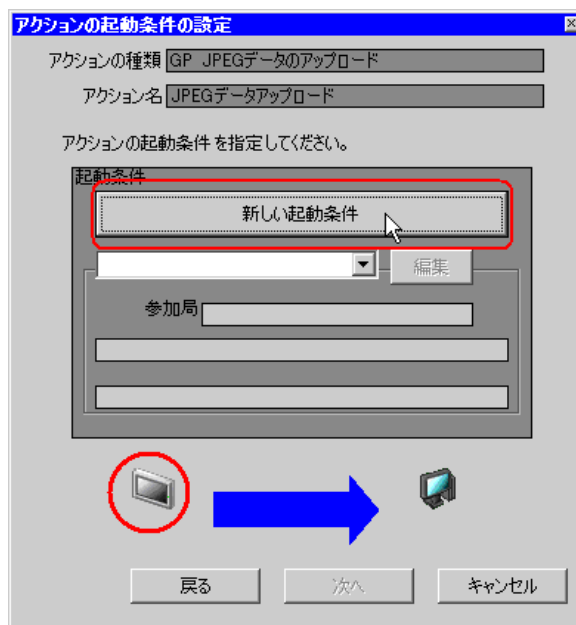 アクションの起動条件の設定
アクションの種類 GP JPEGデータのアップロード
アクション名 JPEGデータアップロード
アクションの起動条件を指定してください。
起動条件
新しい起動条件
編集
参加局
戻る 次へ キャンセル